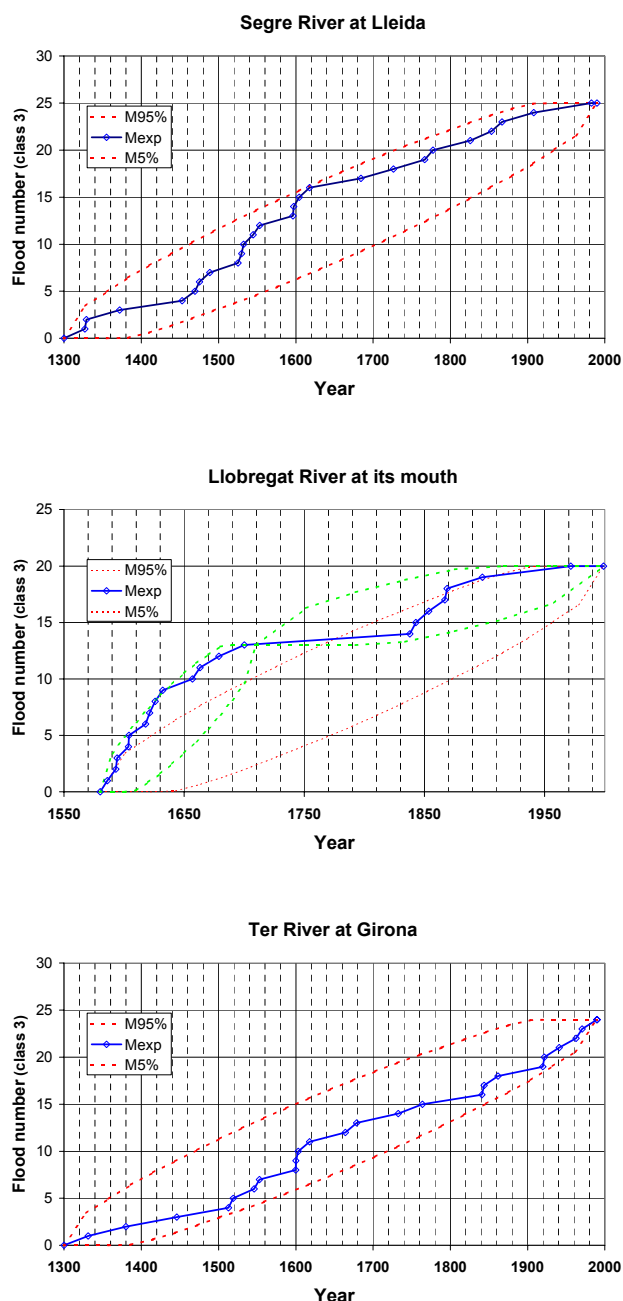 Segre River at Lleida
30
25
20
15
10
5
0
Flood number (class 3)
M95%
Mexp
M5%
1300 1400 1500 1600 1700 1800 1900 2000
Year
Llobregat River at its mouth
25
20
15
10
5
0
Flood number (class 3)
M95%
Mexp
M5%
1550 1650 1750 1850 1950
Year
Ter River at Girona
30
25
20
15
10
5
0
Flood number (class 3)
M95%
Mexp
M5%
1300 1400 1500 1600 1700 1800 1900 2000
Year